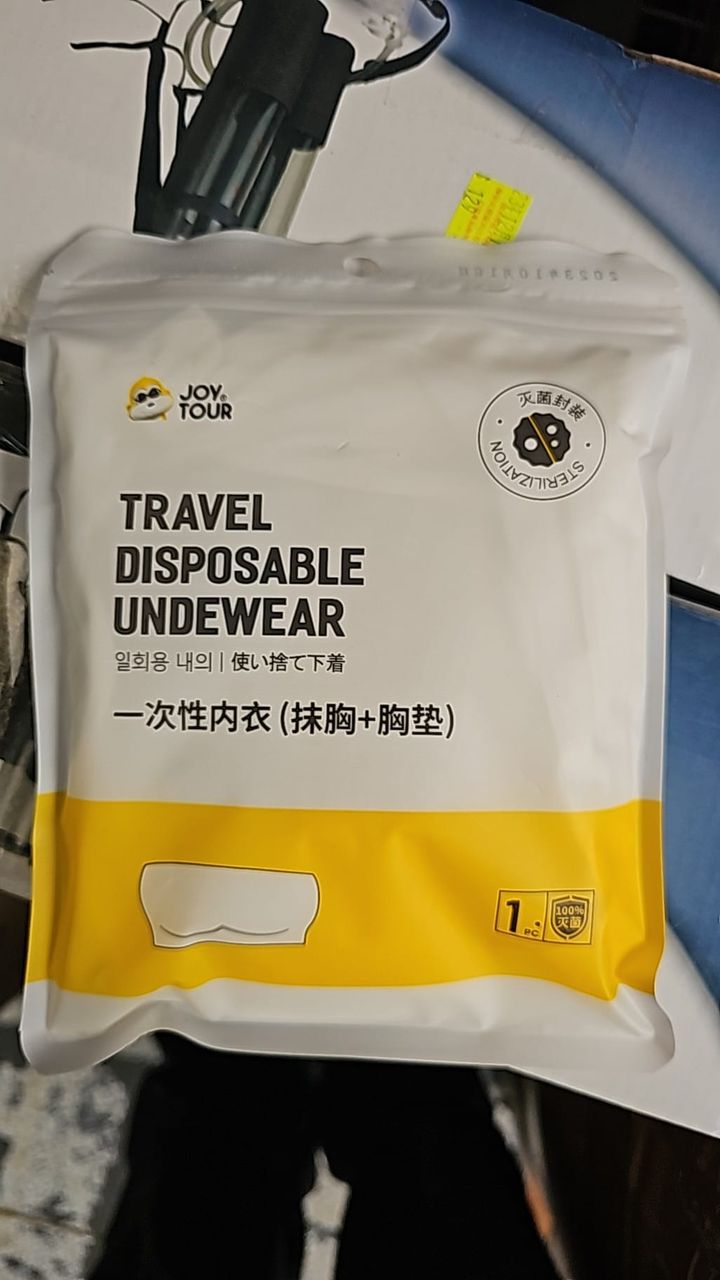 JOY®
TOUR
灭菌封装
STERILIZATION
TRAVEL
DISPOSABLE
UNDEWEAR
일회용 내의 | 使い捨て下着
一次性内衣 (抹胸+胸垫)
1
PC
100%
灭菌